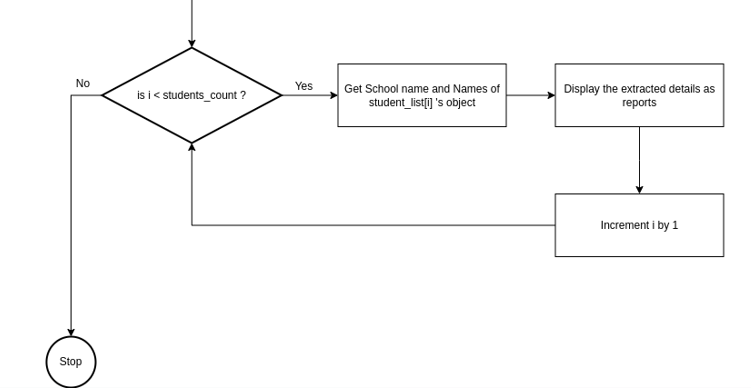 No
is i < students_count ?
Yes
Get School name and Names of
student_list[i] 's object
Display the extracted details as
reports
Increment i by 1
Stop